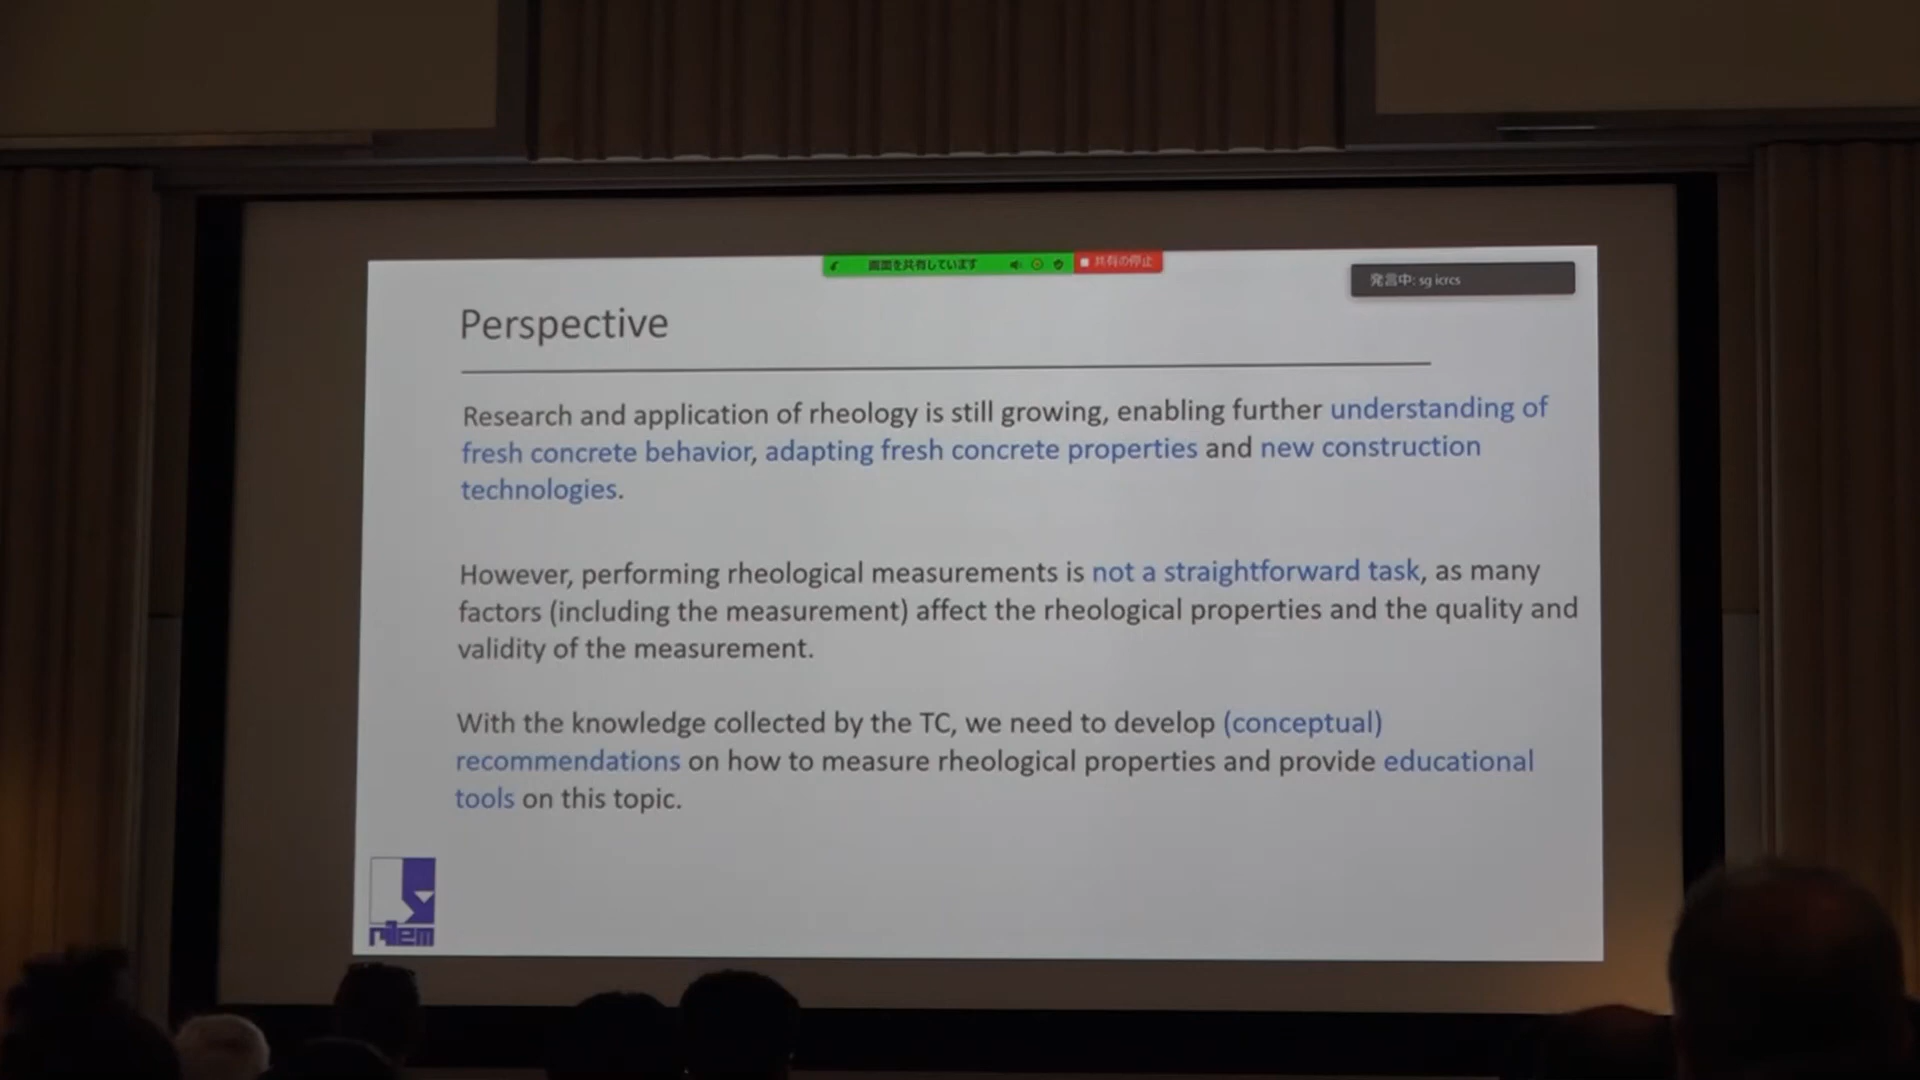 画面を共有しています
共有の停止
発言中: sg icrcs
Perspective
Research and application of rheology is still growing, enabling further understanding of
fresh concrete behavior, adapting fresh concrete properties and new construction
technologies.
However, performing rheological measurements is not a straightforward task, as many
factors (including the measurement) affect the rheological properties and the quality and
validity of the measurement.
With the knowledge collected by the TC, we need to develop (conceptual)
recommendations on how to measure rheological properties and provide educational
tools on this topic.
rilem